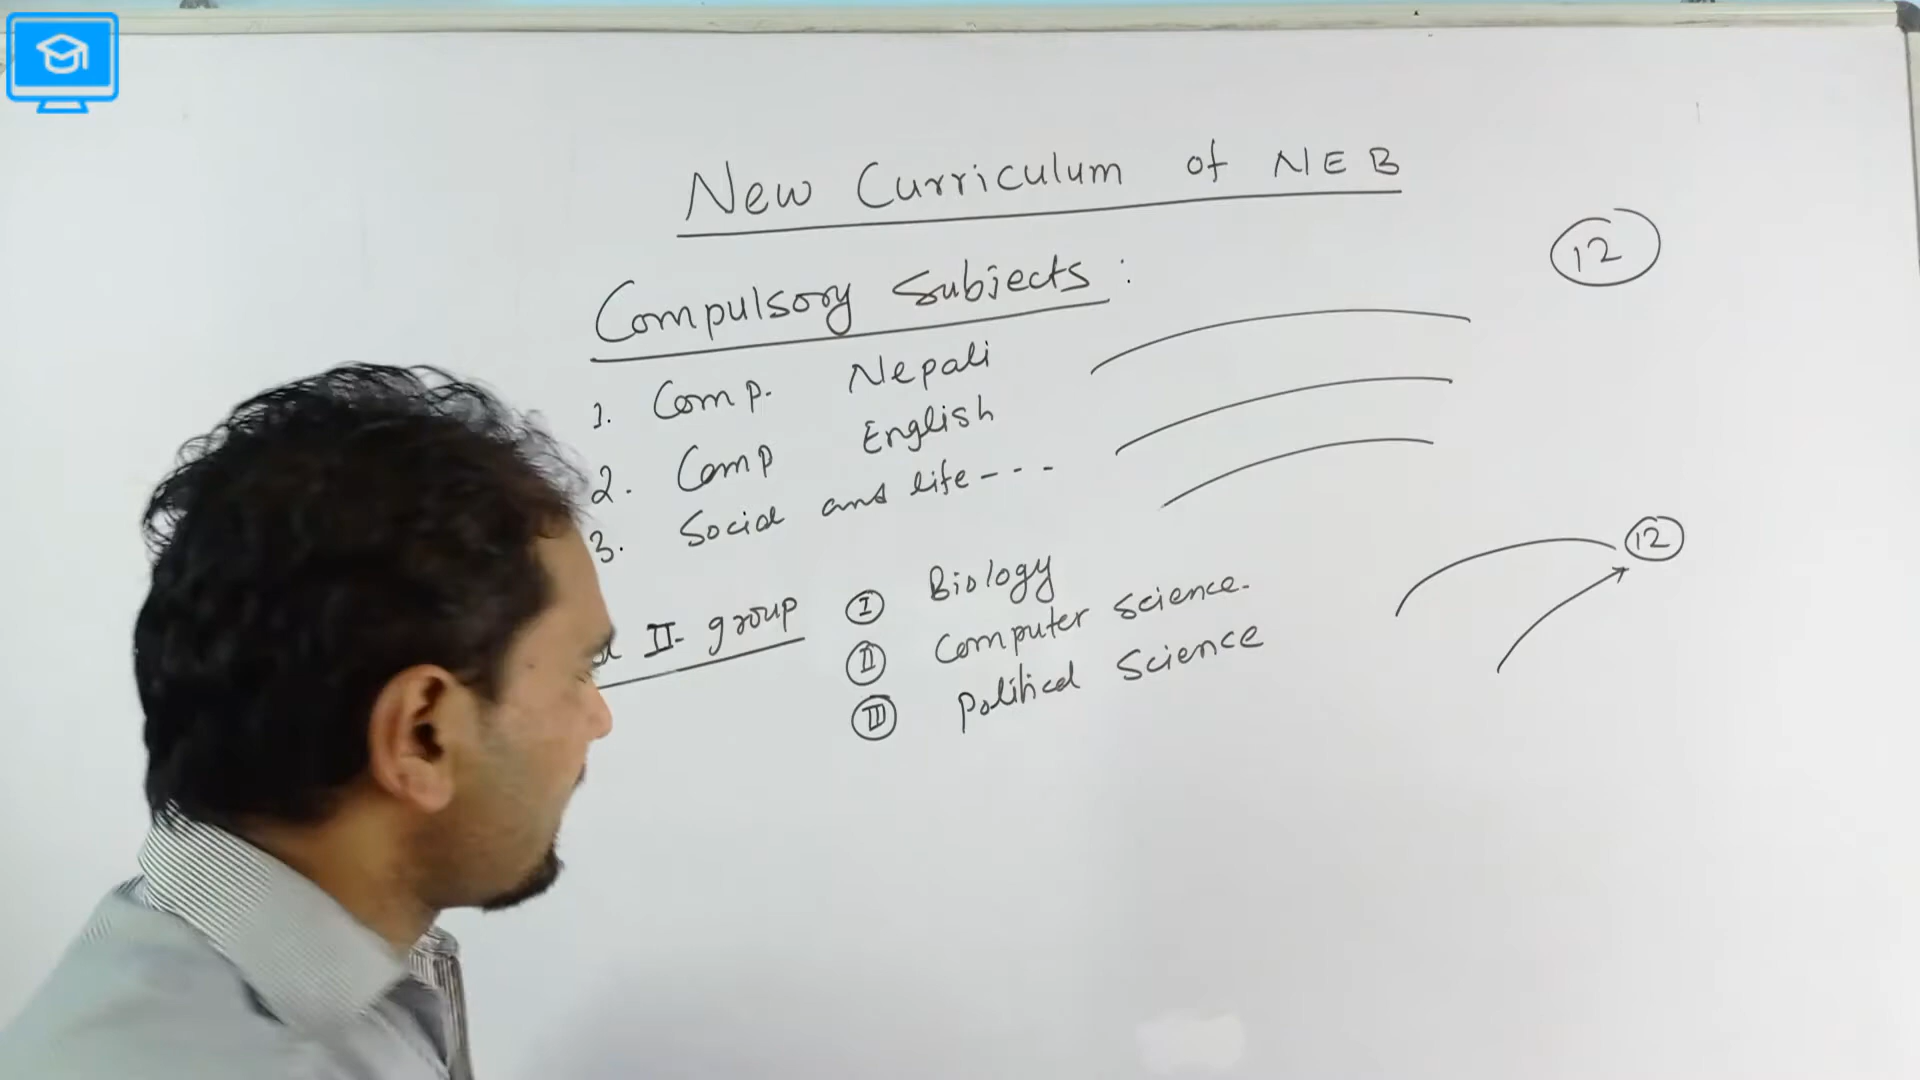 New Curriculum of NEB
12
Compulsory Subjects :
1. Comp. Nepali
2. Comp English
3. Social and life - - -
12
II - group
I Biology
II Computer Science.
III Political Science